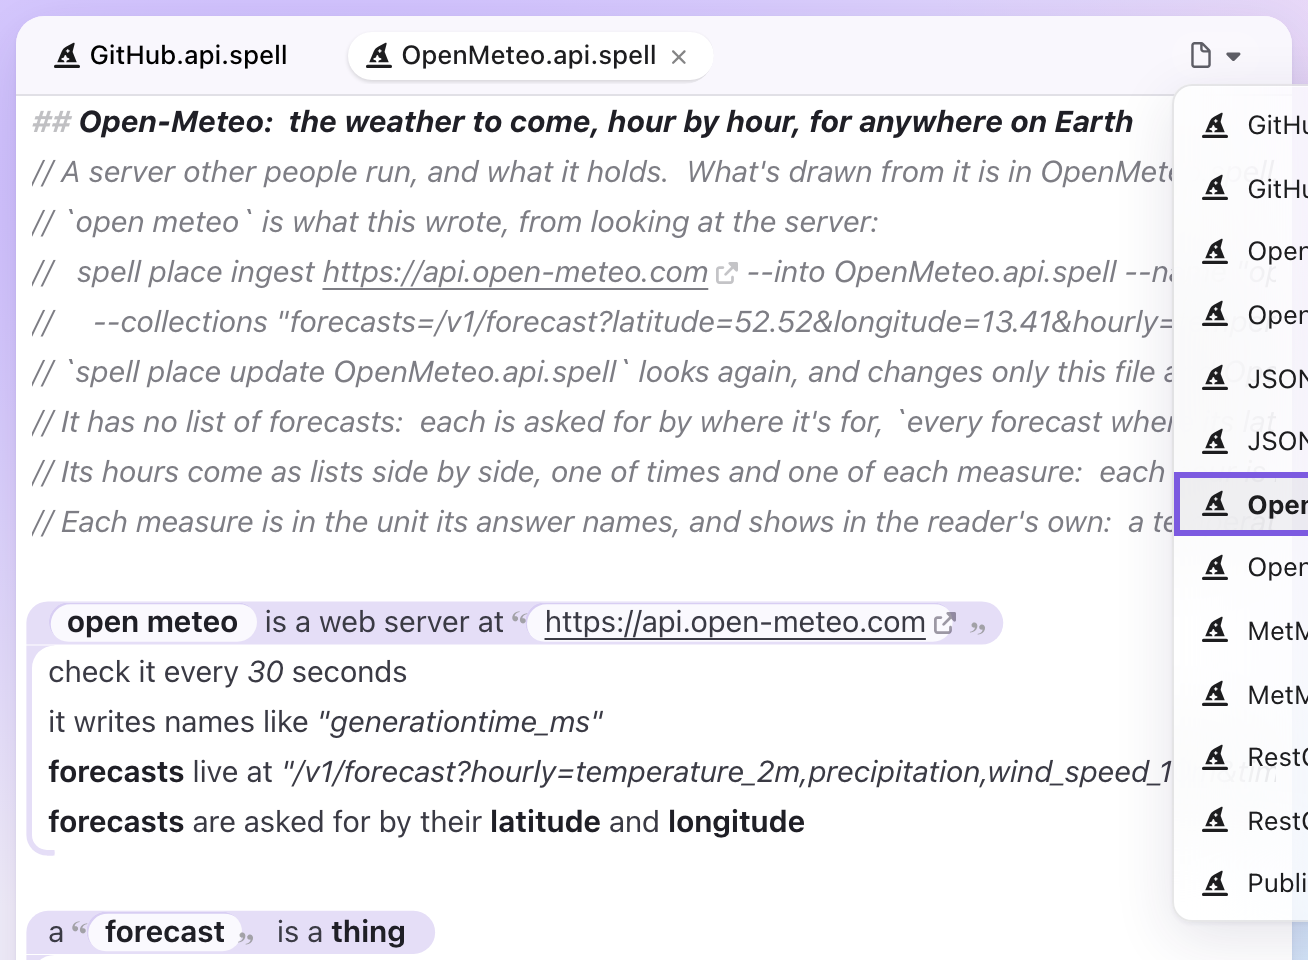 GitHub.api.spell
OpenMeteo.api.spell ×
## Open-Meteo:  the weather to come, hour by hour, for anywhere on Earth
// A server other people run, and what it holds.  What's drawn from it is in OpenMete
// `open meteo` is what this wrote, from looking at the server:
//   spell place ingest https://api.open-meteo.com --into OpenMeteo.api.spell --na
//     --collections "forecasts=/v1/forecast?latitude=52.52&longitude=13.41&hourly=
// `spell place update OpenMeteo.api.spell` looks again, and changes only this file a
// It has no list of forecasts:  each is asked for by where it's for, `every forecast wher
// Its hours come as lists side by side, one of times and one of each measure:  each
// Each measure is in the unit its answer names, and shows in the reader's own:  a te
open meteo is a web server at “ https://api.open-meteo.com ”
check it every 30 seconds
it writes names like "generationtime_ms"
forecasts live at "/v1/forecast?hourly=temperature_2m,precipitation,wind_speed_1
forecasts are asked for by their latitude and longitude
a “ forecast ” is a thing
GitHu
GitHu
Open
Open
JSON
JSON
Open
Open
MetM
MetM
RestC
RestC
Publi